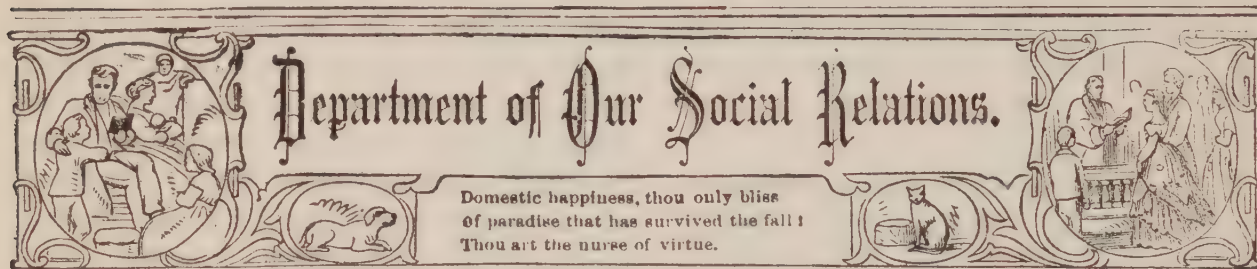 Department of Our Social Relations.
Domestic happiness, thou only bliss
Of paradise that has survived the fall!
Thou art the nurse of virtue.